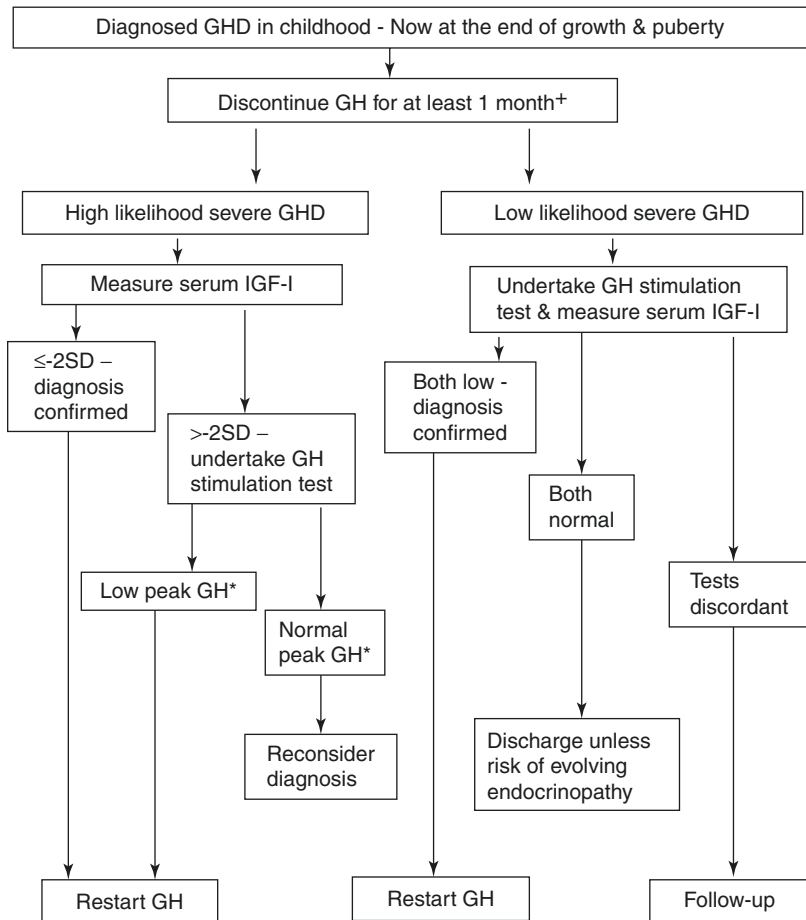 Diagnosed GHD in childhood - Now at the end of growth & puberty
Discontinue GH for at least 1 month+
High likelihood severe GHD
Low likelihood severe GHD
Measure serum IGF-I
Undertake GH stimulation
test & measure serum IGF-I
≤-2SD –
diagnosis
confirmed
>-2SD –
undertake GH
stimulation test
Both low -
diagnosis
confirmed
Both
normal
Tests
discordant
Low peak GH*
Normal
peak GH*
Reconsider
diagnosis
Discharge unless
risk of evolving
endocrinopathy
Restart GH
Restart GH
Follow-up